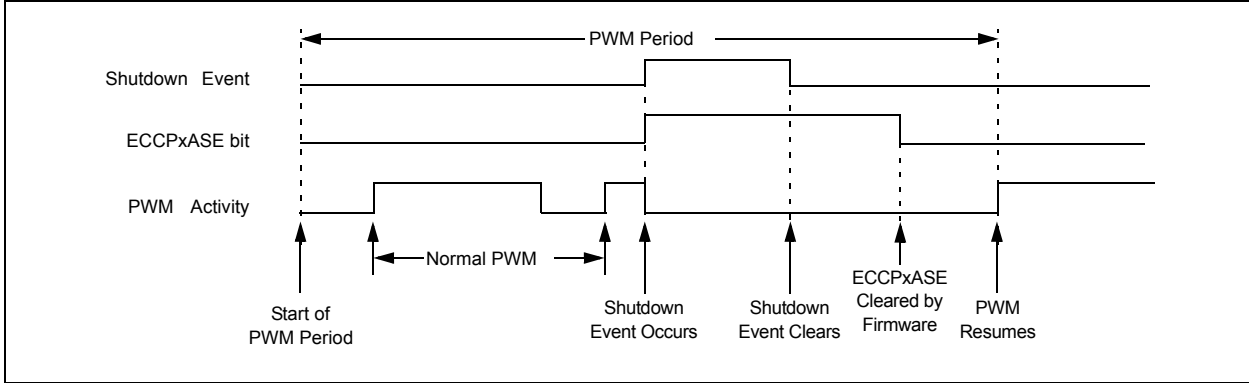 PWM Period
Shutdown Event
ECCPxASE bit
PWM Activity
Normal PWM
Start of
PWM Period
Shutdown
Event Occurs
Shutdown
Event Clears
ECCPxASE
Cleared by
Firmware
PWM
Resumes